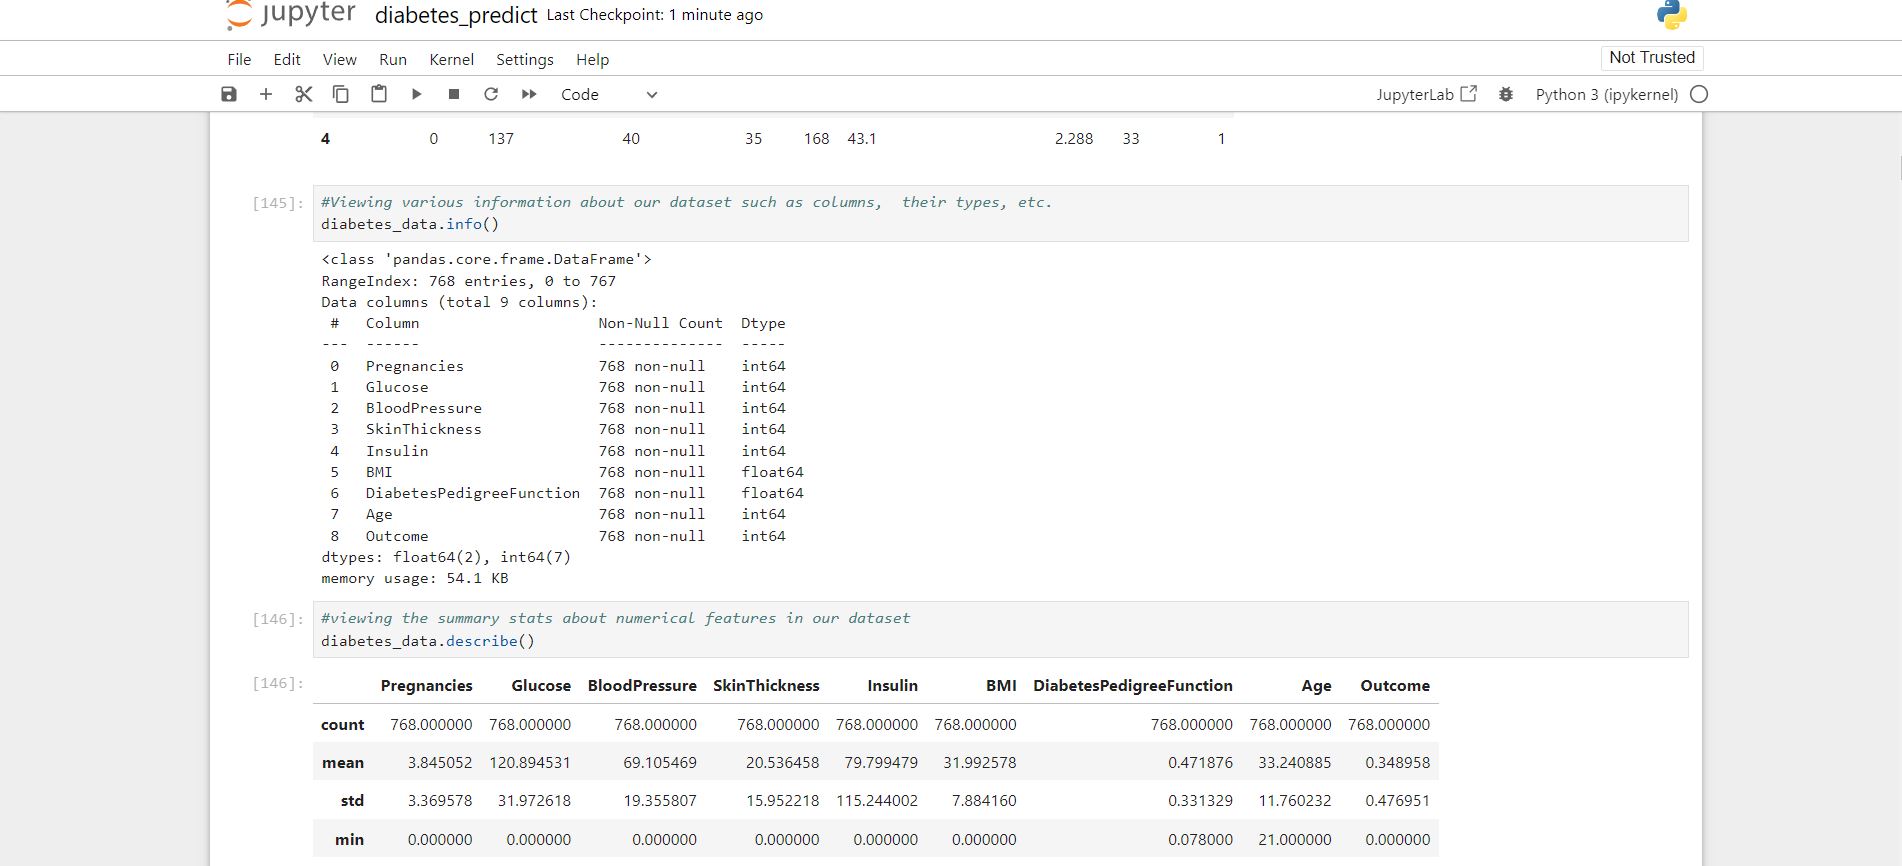 jupyter diabetes_predict Last Checkpoint: 1 minute ago
File Edit View Run Kernel Settings Help Not Trusted
Code JupyterLab Python 3 (ipykernel)
4 0 137 40 35 168 43.1 2.288 33 1
[145]: #Viewing various information about our dataset such as columns,  their types, etc.
diabetes_data.info()
<class 'pandas.core.frame.DataFrame'>
RangeIndex: 768 entries, 0 to 767
Data columns (total 9 columns):
 #   Column                    Non-Null Count  Dtype
---  ------                    --------------  -----
 0   Pregnancies               768 non-null    int64
 1   Glucose                   768 non-null    int64
 2   BloodPressure             768 non-null    int64
 3   SkinThickness             768 non-null    int64
 4   Insulin                   768 non-null    int64
 5   BMI                       768 non-null    float64
 6   DiabetesPedigreeFunction  768 non-null    float64
 7   Age                       768 non-null    int64
 8   Outcome                   768 non-null    int64
dtypes: float64(2), int64(7)
memory usage: 54.1 KB
[146]: #viewing the summary stats about numerical features in our dataset
diabetes_data.describe()
[146]: Pregnancies Glucose BloodPressure SkinThickness Insulin BMI DiabetesPedigreeFunction Age Outcome
count 768.000000 768.000000 768.000000 768.000000 768.000000 768.000000 768.000000 768.000000 768.000000
mean 3.845052 120.894531 69.105469 20.536458 79.799479 31.992578 0.471876 33.240885 0.348958
std 3.369578 31.972618 19.355807 15.952218 115.244002 7.884160 0.331329 11.760232 0.476951
min 0.000000 0.000000 0.000000 0.000000 0.000000 0.000000 0.078000 21.000000 0.000000